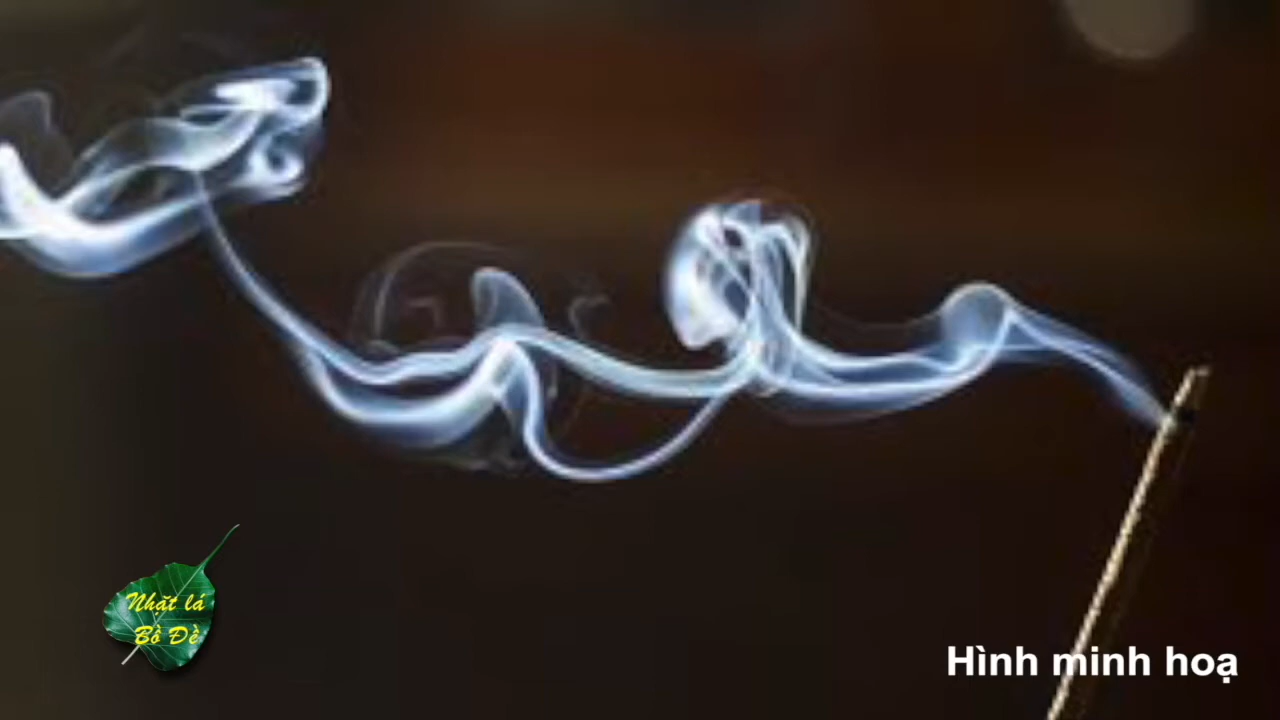 Nhặt lá
Bồ Đề
Hình minh hoạ